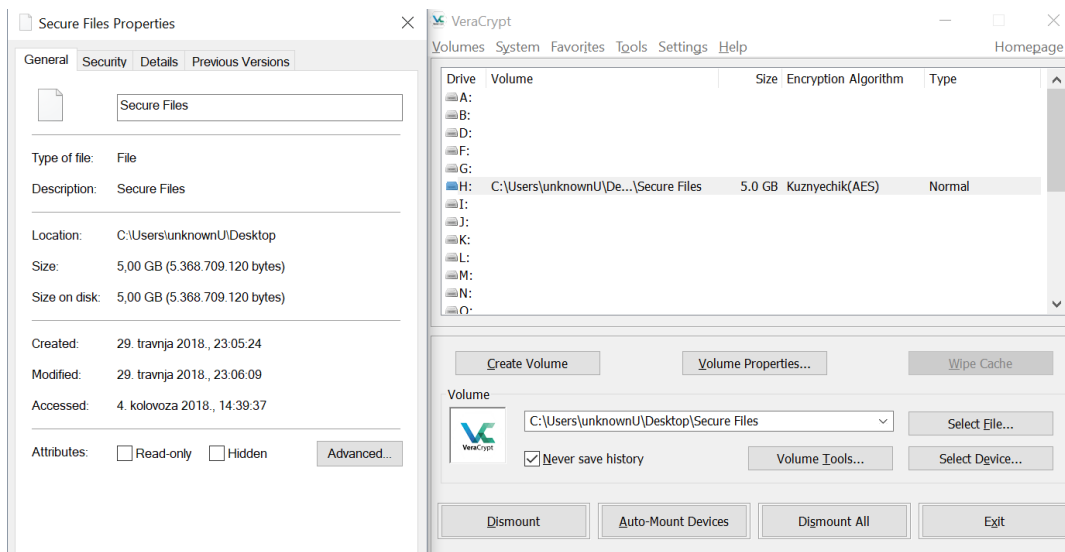 Secure Files Properties
General Security Details Previous Versions
Secure Files
Type of file: File
Description: Secure Files
Location: C:\Users\unknownU\Desktop
Size: 5,00 GB (5.368.709.120 bytes)
Size on disk: 5,00 GB (5.368.709.120 bytes)
Created: 29. travnja 2018., 23:05:24
Modified: 29. travnja 2018., 23:06:09
Accessed: 4. kolovoza 2018., 14:39:37
Attributes: Read-only Hidden Advanced...
VeraCrypt
Volumes System Favorites Tools Settings Help Homepage
Drive Volume Size Encryption Algorithm Type
A:
B:
D:
F:
G:
H: C:\Users\unknownU\De...\Secure Files 5.0 GB Kuznyechik(AES) Normal
I:
J:
K:
L:
M:
N:
O:
Create Volume Volume Properties... Wipe Cache
Volume
VeraCrypt
C:\Users\unknownU\Desktop\Secure Files Select File...
Never save history Volume Tools... Select Device...
Dismount Auto-Mount Devices Dismount All Exit